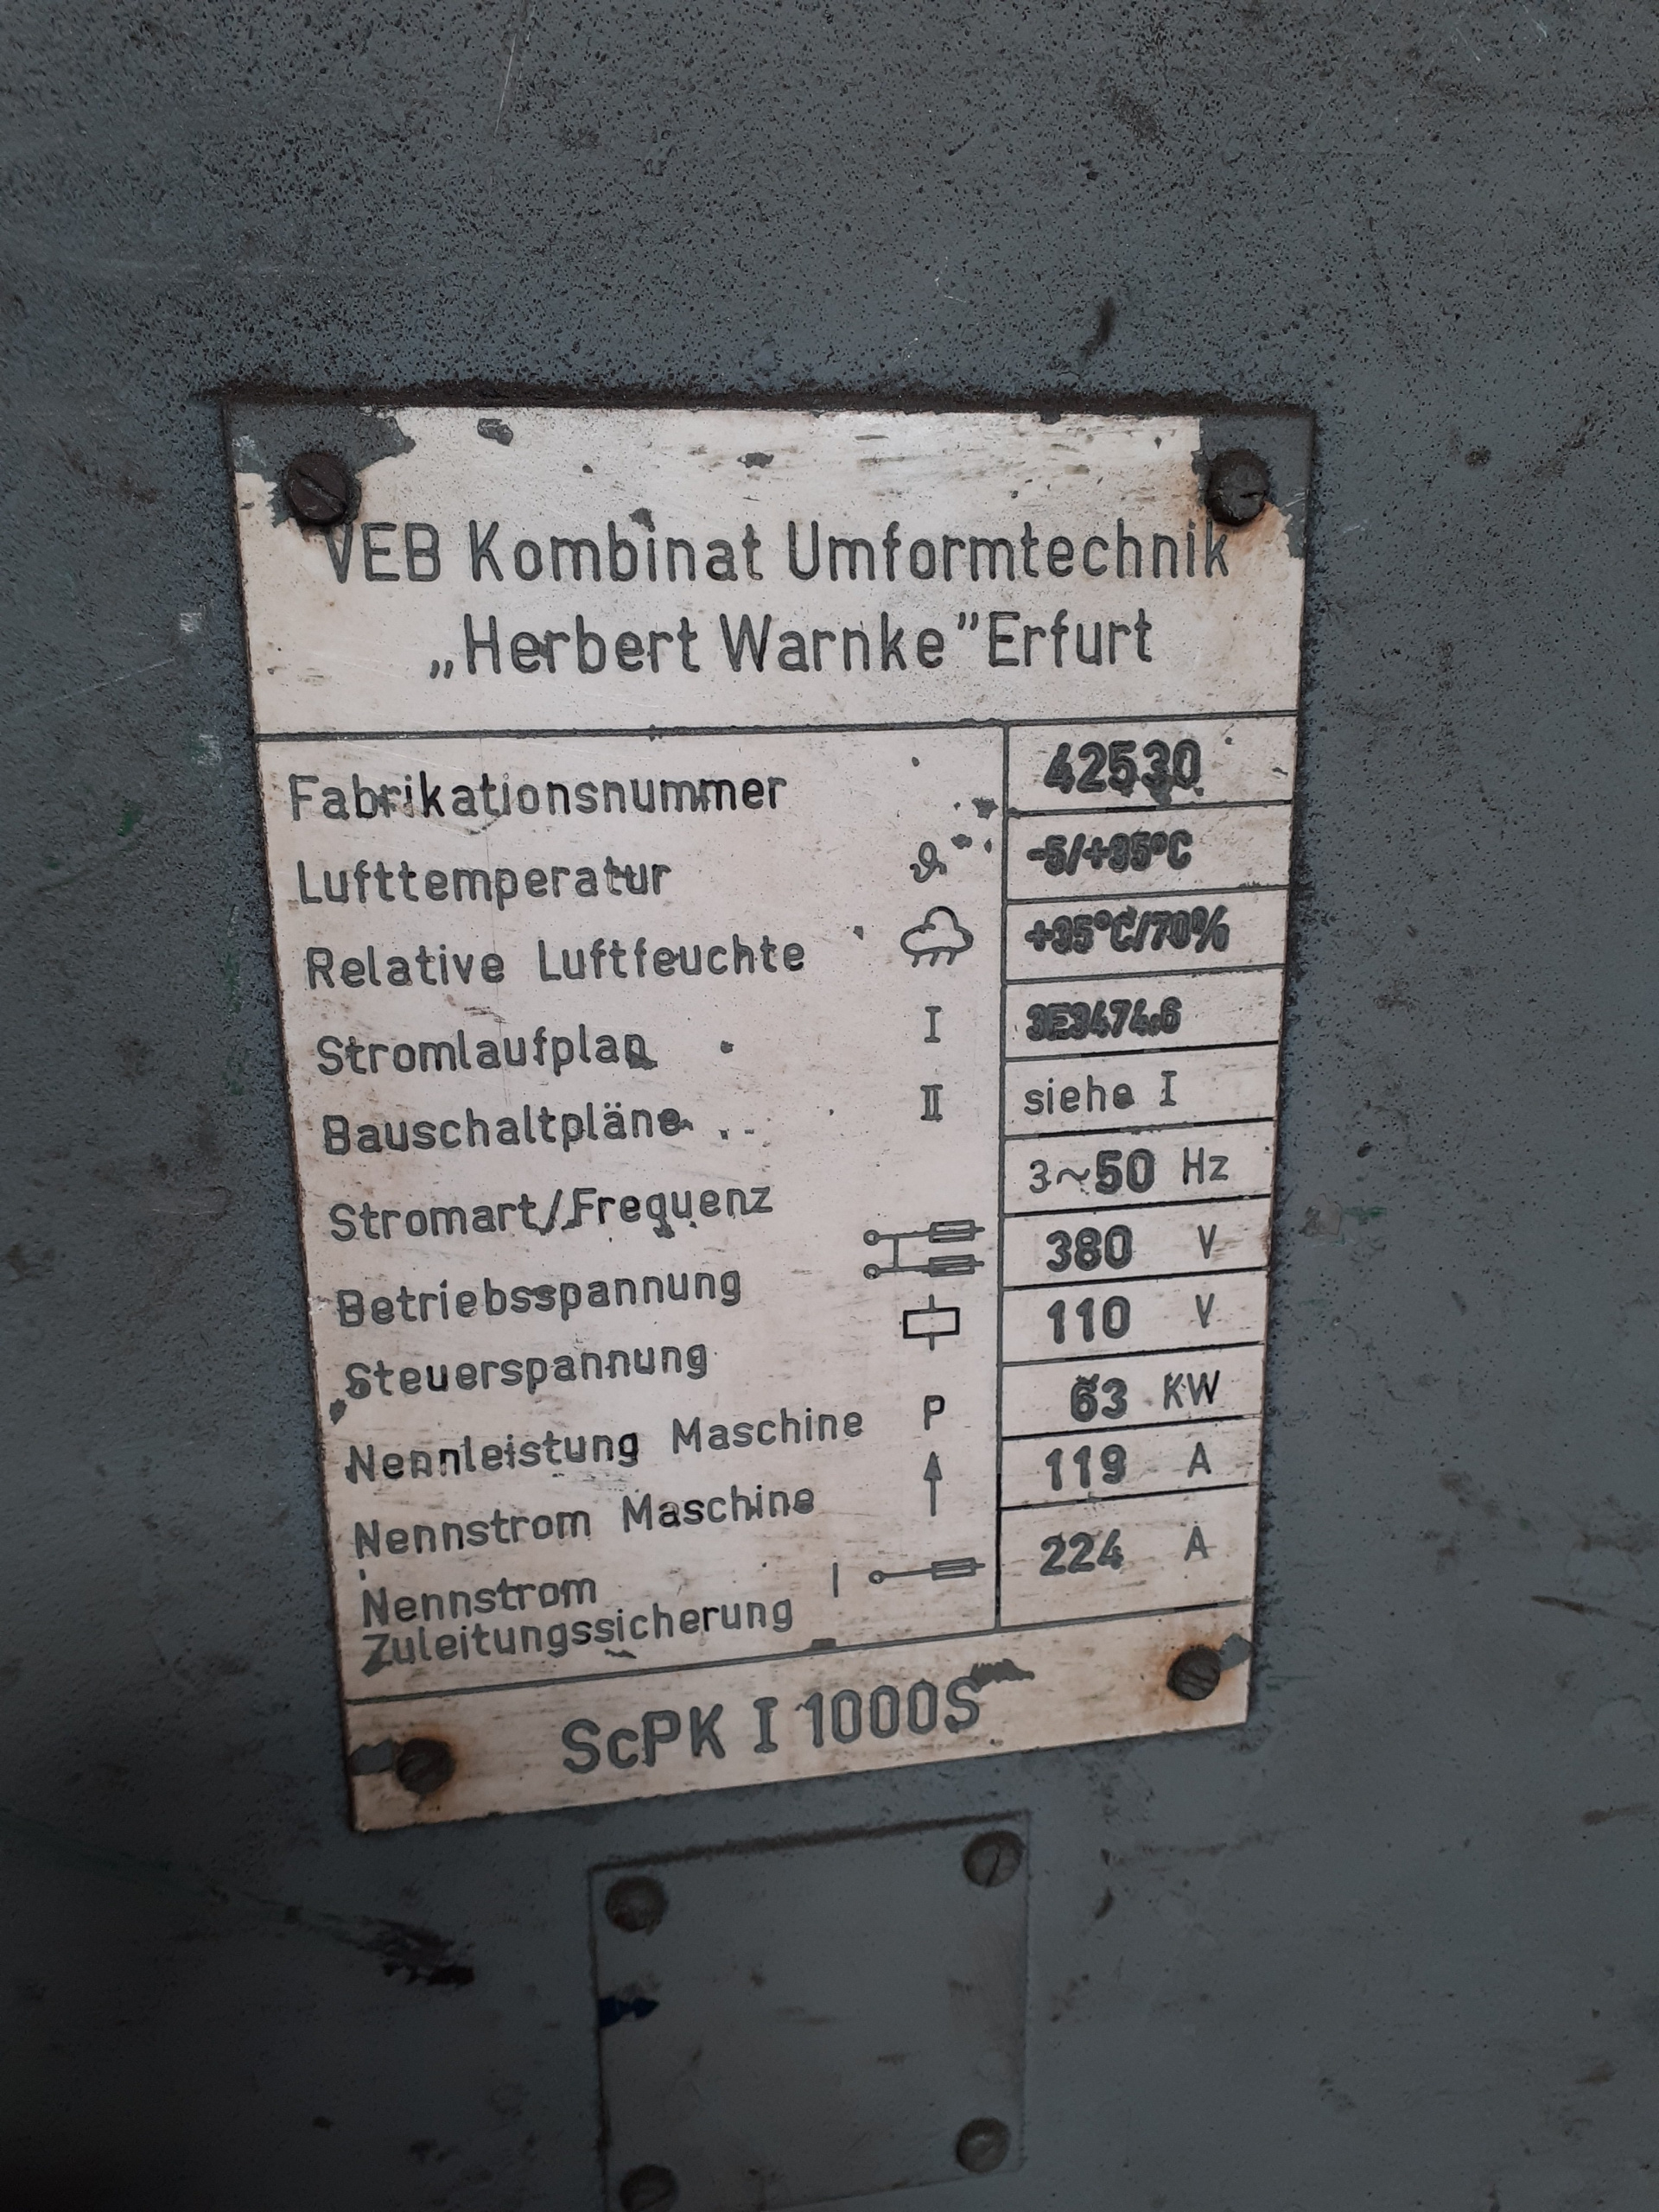 VEB Kombinat Umformtechnik
„Herbert Warnke” Erfurt
Fabrikationsnummer 42530
Lufttemperatur ϑ -5/+35°C
Relative Luftfeuchte +35°C/70%
Stromlaufplan I 3E3474.6
Bauschaltpläne II siehe I
Stromart/Frequenz 3~50 Hz
Betriebsspannung 380 V
Steuerspannung 110 V
Nennleistung Maschine P 63 KW
Nennstrom Maschine 119 A
Nennstrom
Zuleitungssicherung I 224 A
ScPK I 1000S